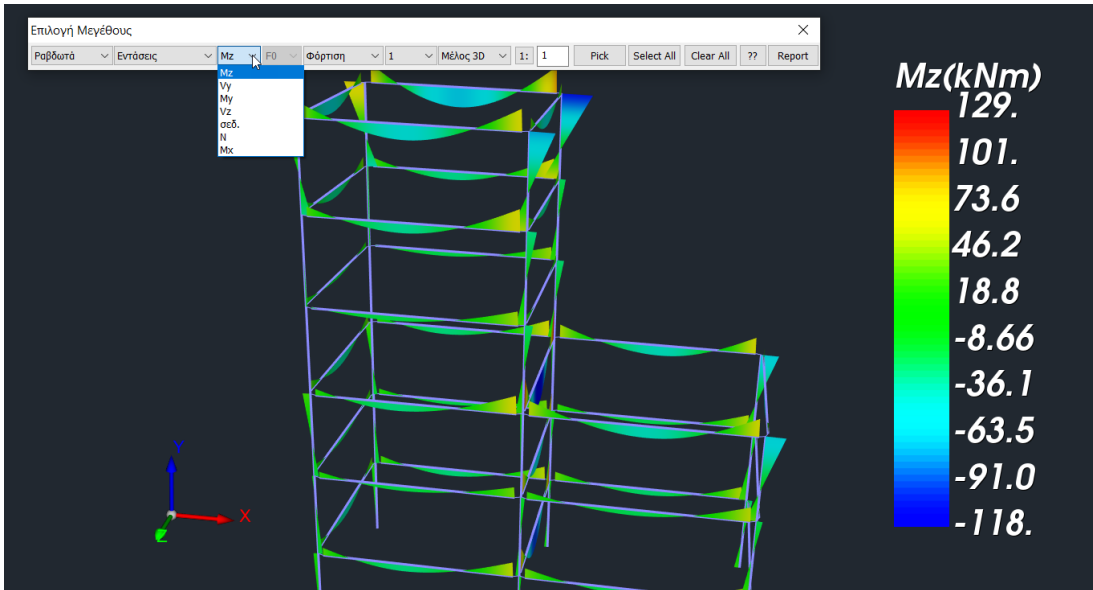 Επιλογή Μεγέθους
Ραβδωτά Εντάσεις Mz F0 Φόρτιση 1 Μέλος 3D 1: 1 Pick Select All Clear All ?? Report
Mz
Vy
My
Vz
σεδ.
N
Mx
Mz(kNm)
129.
101.
73.6
46.2
18.8
-8.66
-36.1
-63.5
-91.0
-118.
Y
X
Z